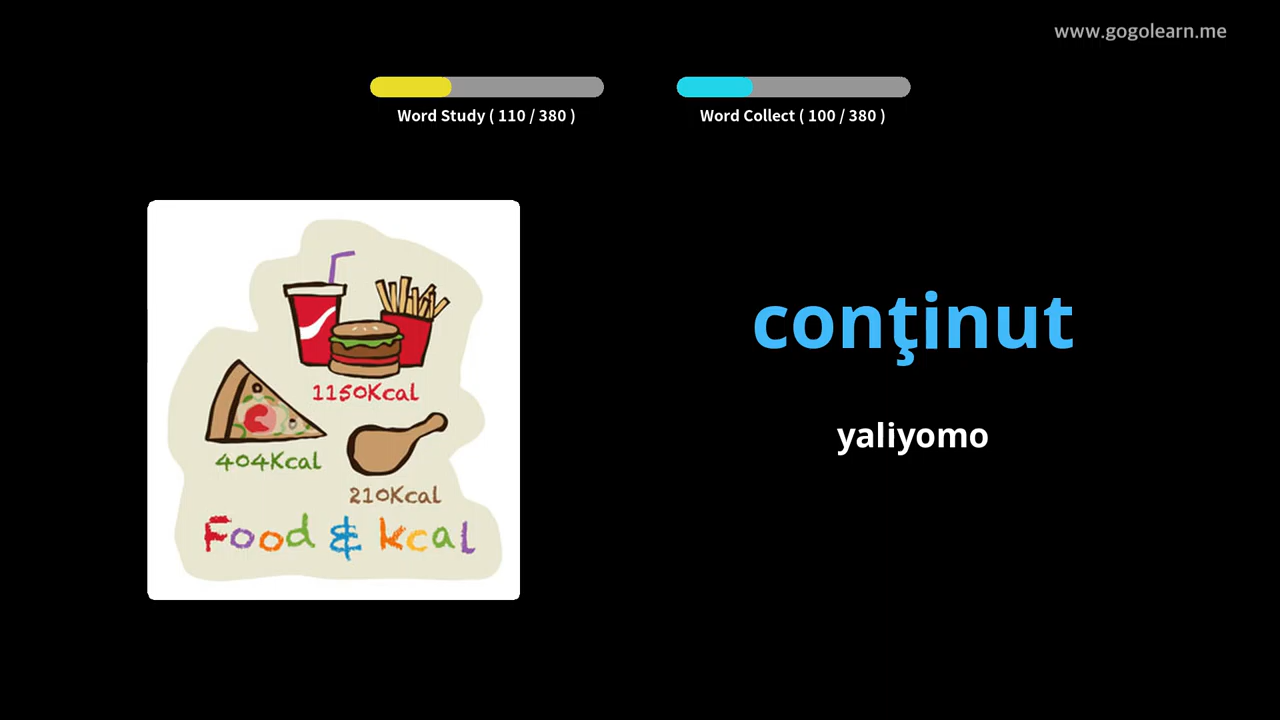 www.gogolearn.me
Word Study ( 110 / 380 )
Word Collect ( 100 / 380 )
1150Kcal
404Kcal
210Kcal
Food & kcal
conţinut
yaliyomo